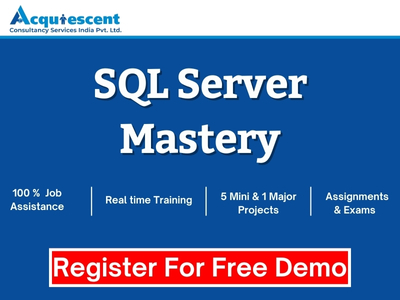 Acquiescent
Consultancy Services India Pvt. Ltd.
SQL Server
Mastery
100 % Job
Assistance
Real time Training
5 Mini & 1 Major
Projects
Assignments
& Exams
Register For Free Demo